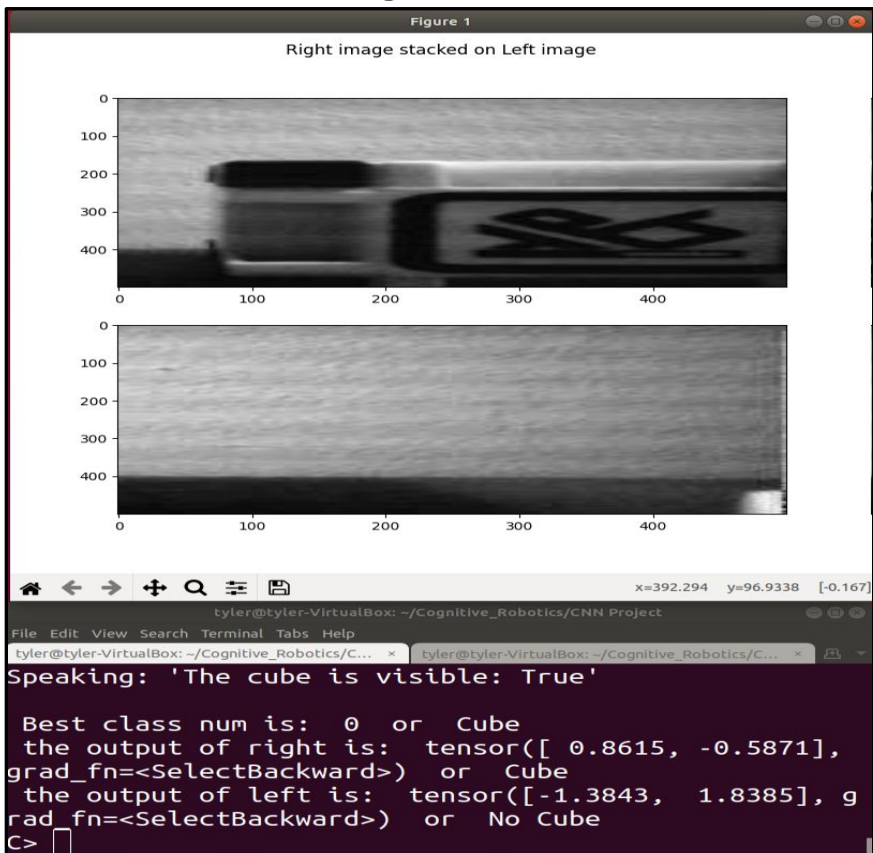 Figure 1
Right image stacked on Left image
0
100
200
300
400
0 100 200 300 400
0
100
200
300
400
0 100 200 300 400
x=392.294 y=96.9338 [-0.167]
tyler@tyler-VirtualBox: ~/Cognitive_Robotics/CNN Project
File Edit View Search Terminal Tabs Help
tyler@tyler-VirtualBox: ~/Cognitive_Robotics/C... × tyler@tyler-VirtualBox: ~/Cognitive_Robotics/C... ×
Speaking: 'The cube is visible: True'
Best class num is: 0 or Cube
the output of right is: tensor([ 0.8615, -0.5871],
grad_fn=<SelectBackward>) or Cube
the output of left is: tensor([-1.3843, 1.8385], g
rad_fn=<SelectBackward>) or No Cube
C>